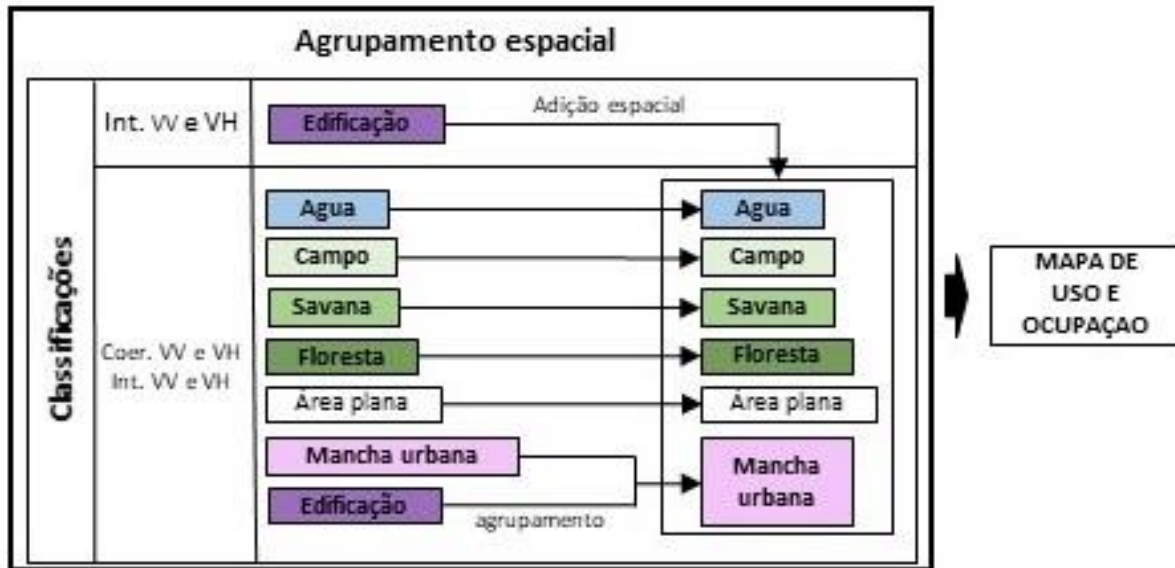 Agrupamento espacial
Classificações
Int. VV e VH
Edificação
Adição espacial
Coer. VV e VH
Int. VV e VH
Agua
Agua
Campo
Campo
Savana
Savana
Floresta
Floresta
Área plana
Área plana
Mancha urbana
Edificação
agrupamento
Mancha
urbana
MAPA DE
USO E
OCUPAÇAO